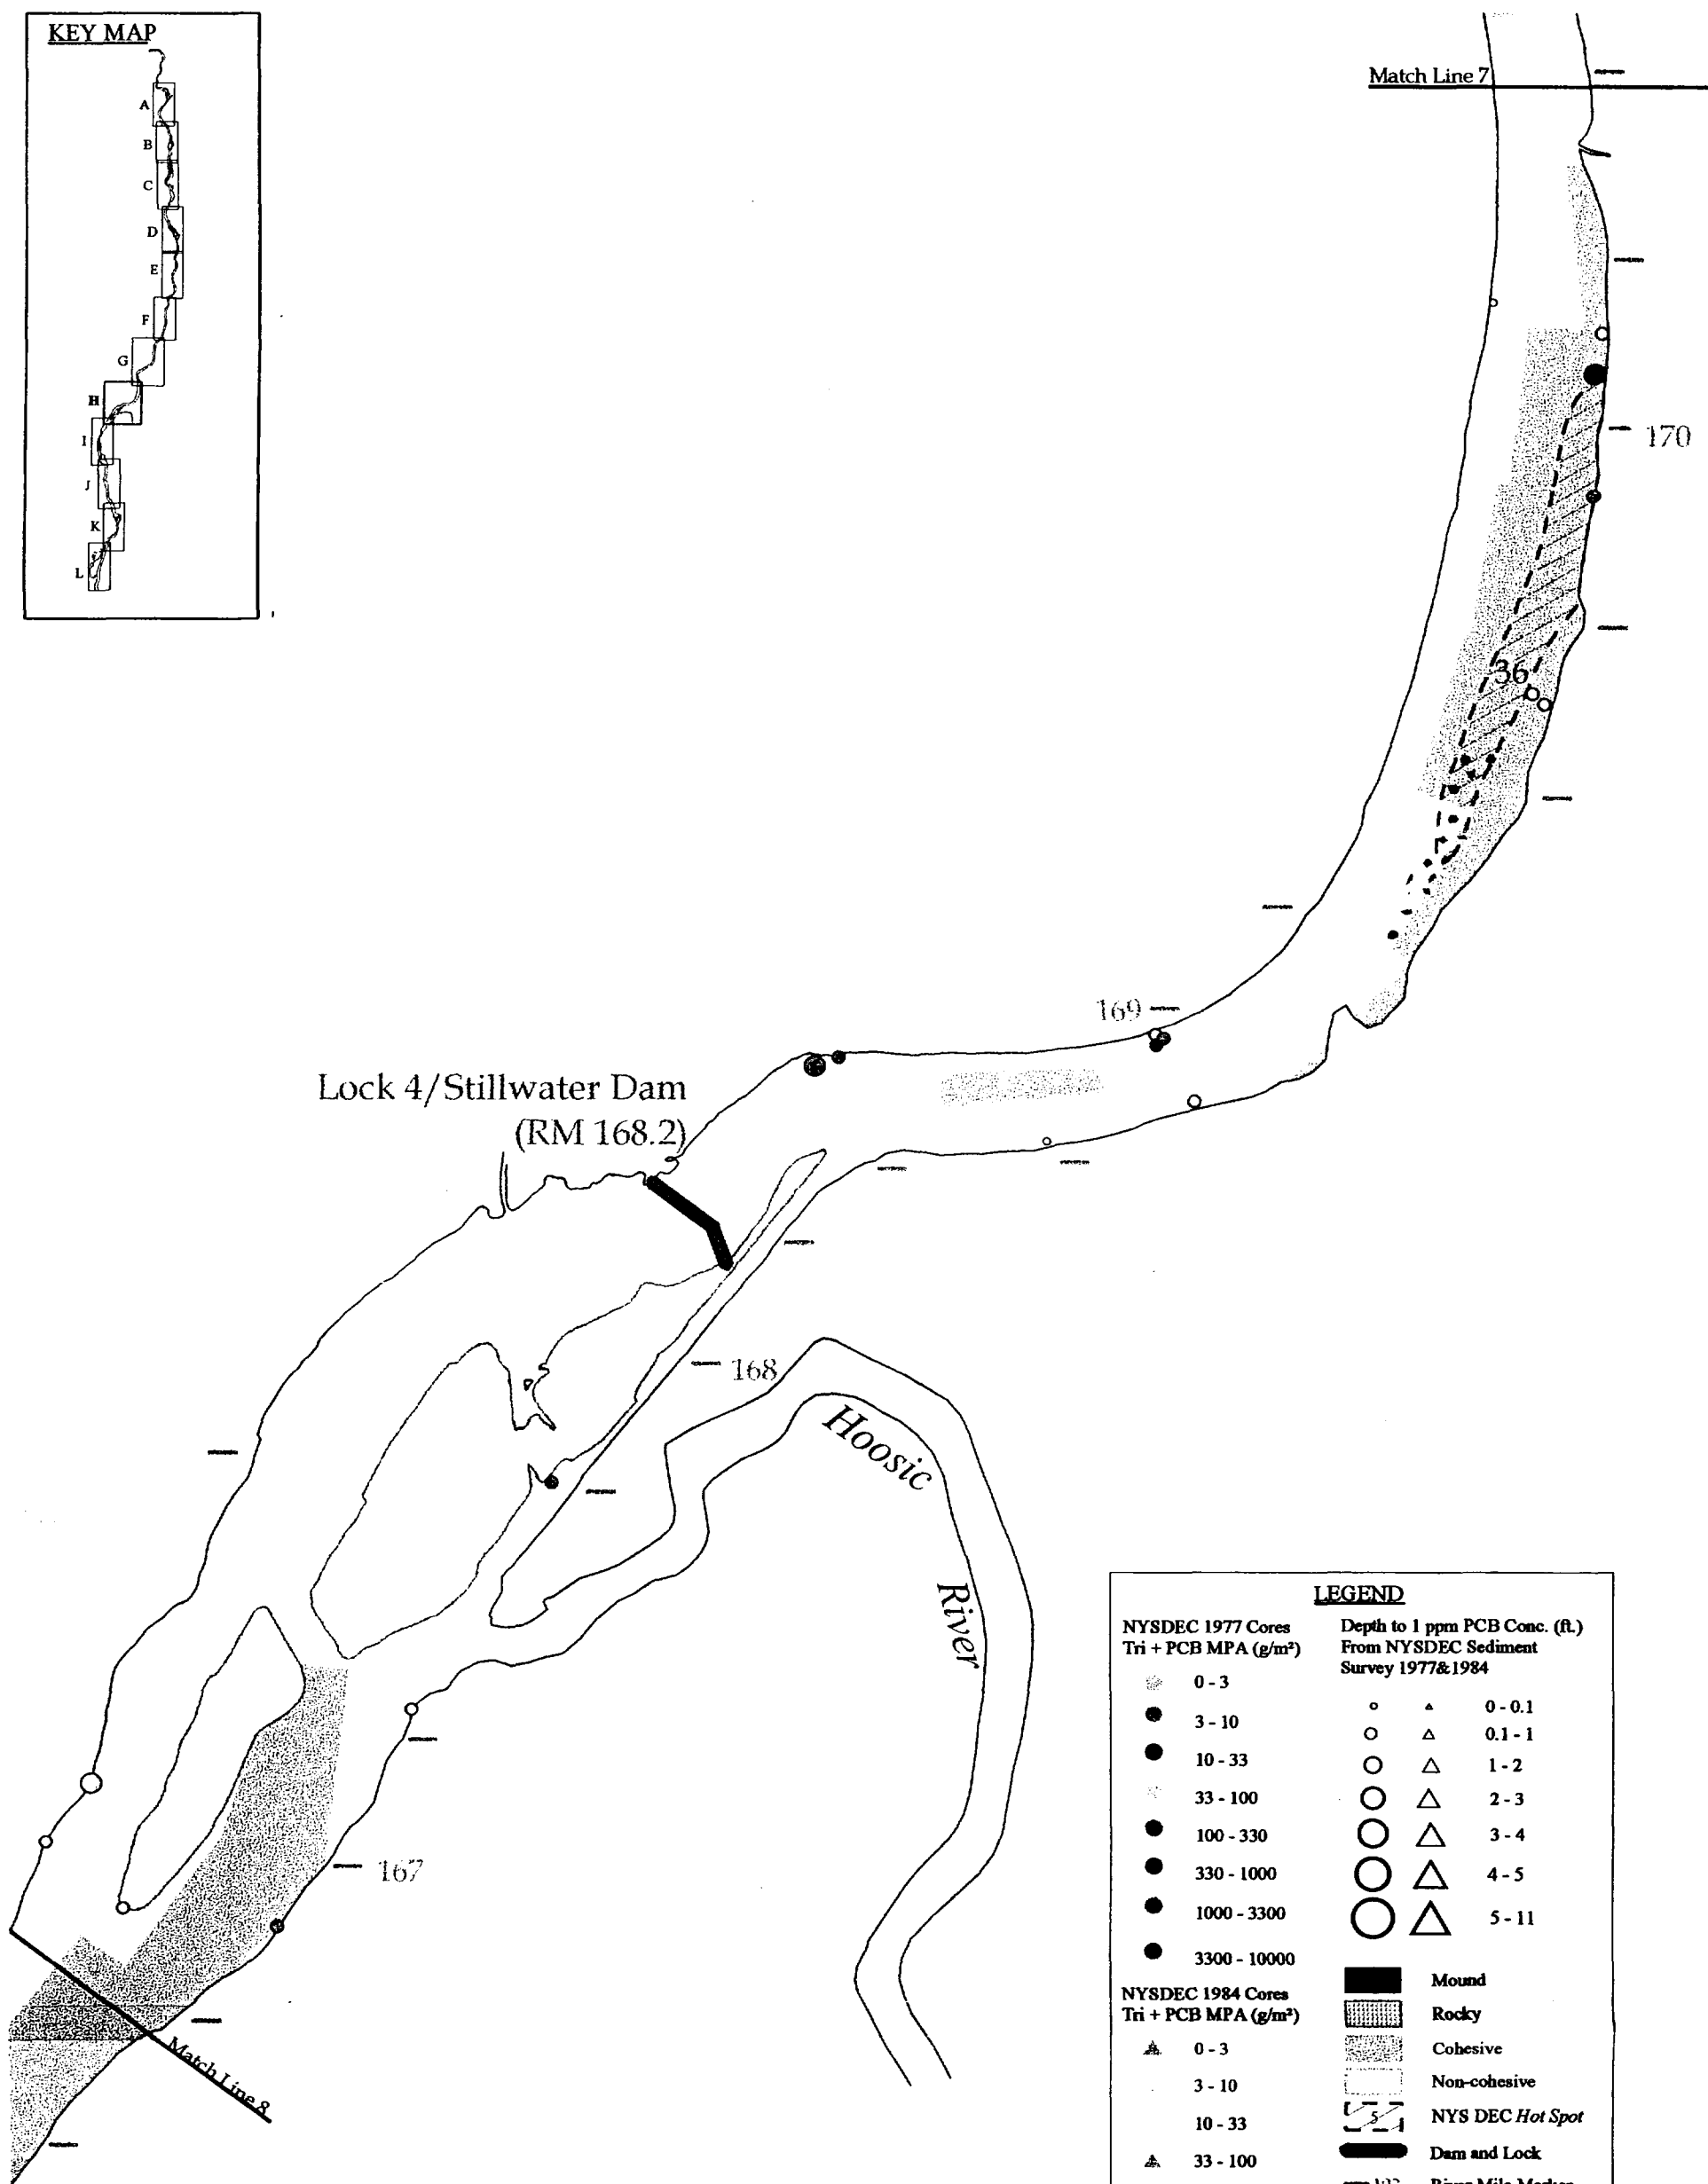 KEY MAP
A
B
C
D
E
F
G
H
I
J
K
L
Match Line 7
170
36
169
Lock 4/Stillwater Dam
(RM 168.2)
168
Hoosic
River
167
Match Line 8
LEGEND
NYSDEC 1977 Cores
Tri + PCB MPA (g/m²)
0 - 3
3 - 10
10 - 33
33 - 100
100 - 330
330 - 1000
1000 - 3300
3300 - 10000
NYSDEC 1984 Cores
Tri + PCB MPA (g/m²)
0 - 3
3 - 10
10 - 33
33 - 100
Depth to 1 ppm PCB Conc. (ft.)
From NYSDEC Sediment
Survey 1977&1984
0 - 0.1
0.1 - 1
1 - 2
2 - 3
3 - 4
4 - 5
5 - 11
Mound
Rocky
Cohesive
Non-cohesive
5
NYS DEC Hot Spot
Dam and Lock
River Mile Marker